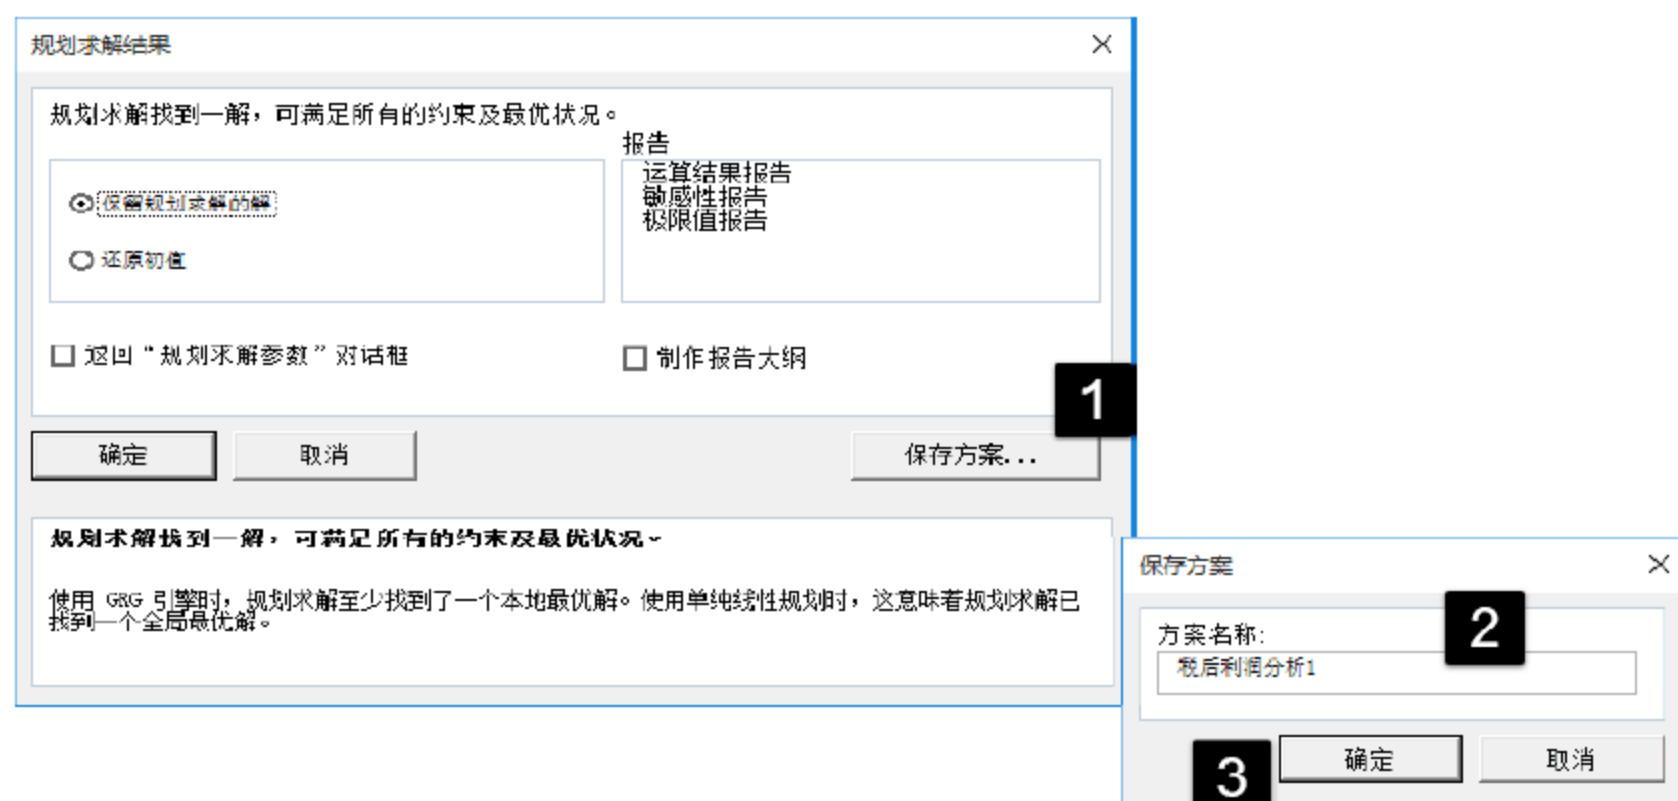 规划求解结果
规划求解找到一解，可满足所有的约束及最优状况。
报告
运算结果报告
敏感性报告
极限值报告
保留规划求解的解
还原初值
返回“规划求解参数”对话框
制作报告大纲
1
确定
取消
保存方案...
规划求解找到一解，可满足所有的约束及最优状况。
使用 GRG 引擎时，规划求解至少找到了一个本地最优解。使用单纯线性规划时，这意味着规划求解已
找到一个全局最优解。
保存方案
2
方案名称:
税后利润分析1
3
确定
取消